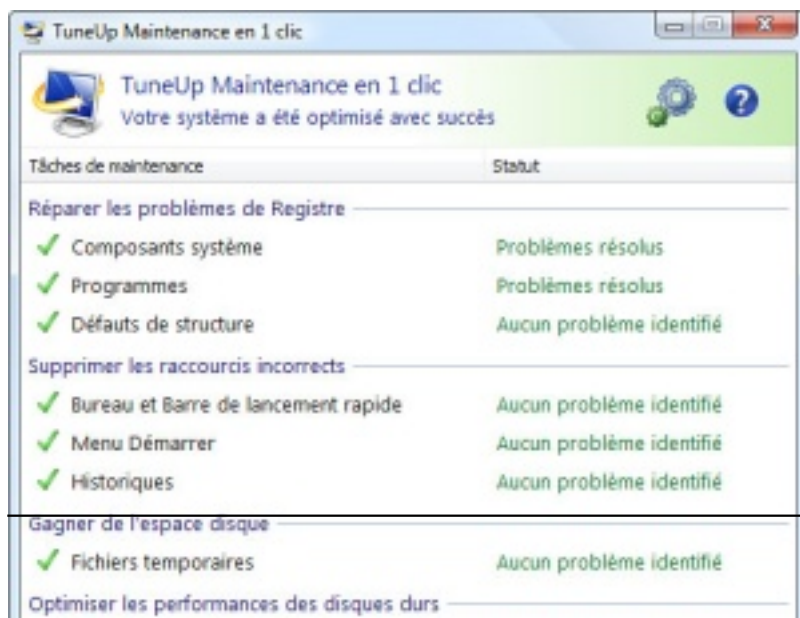 TuneUp Maintenance en 1 clic
TuneUp Maintenance en 1 clic
Votre système a été optimisé avec succès
Tâches de maintenance Statut
Réparer les problèmes de Registre
Composants système Problèmes résolus
Programmes Problèmes résolus
Défauts de structure Aucun problème identifié
Supprimer les raccourcis incorrects
Bureau et Barre de lancement rapide Aucun problème identifié
Menu Démarrer Aucun problème identifié
Historiques Aucun problème identifié
Gagner de l'espace disque
Fichiers temporaires Aucun problème identifié
Optimiser les performances des disques durs